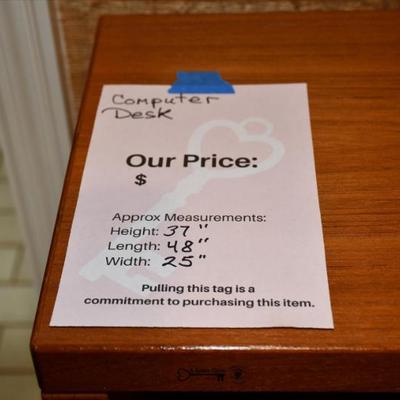 Computer
Desk
Our Price:
$
Approx Measurements:
Height: 37"
Length: 48"
Width: 25"
Pulling this tag is a
commitment to purchasing this item.